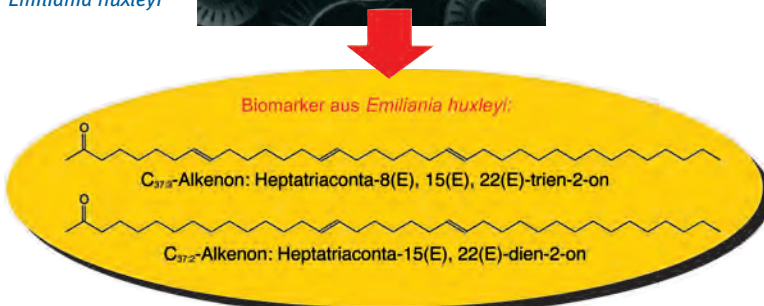 Emiliania huxleyi
Biomarker aus Emiliania huxleyi:
O
C37:3-Alkenon: Heptatriaconta-8(E), 15(E), 22(E)-trien-2-on
O
C37:2-Alkenon: Heptatriaconta-15(E), 22(E)-dien-2-on